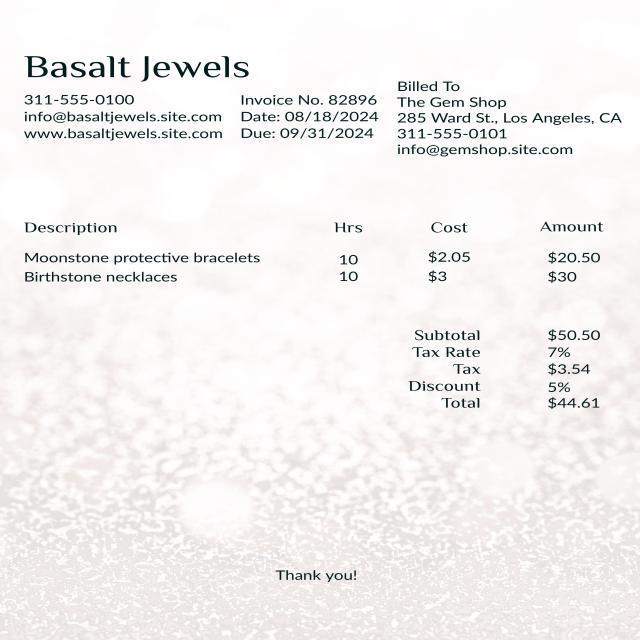 Basalt Jewels
311-555-0100
info@basaltjewels.site.com
www.basaltjewels.site.com
Invoice No. 82896
Date: 08/18/2024
Due: 09/31/2024
Billed To
The Gem Shop
285 Ward St., Los Angeles, CA
311-555-0101
info@gemshop.site.com
Description Hrs Cost Amount
Moonstone protective bracelets 10 $2.05 $20.50
Birthstone necklaces 10 $3 $30
Subtotal $50.50
Tax Rate 7%
Tax $3.54
Discount 5%
Total $44.61
Thank you!